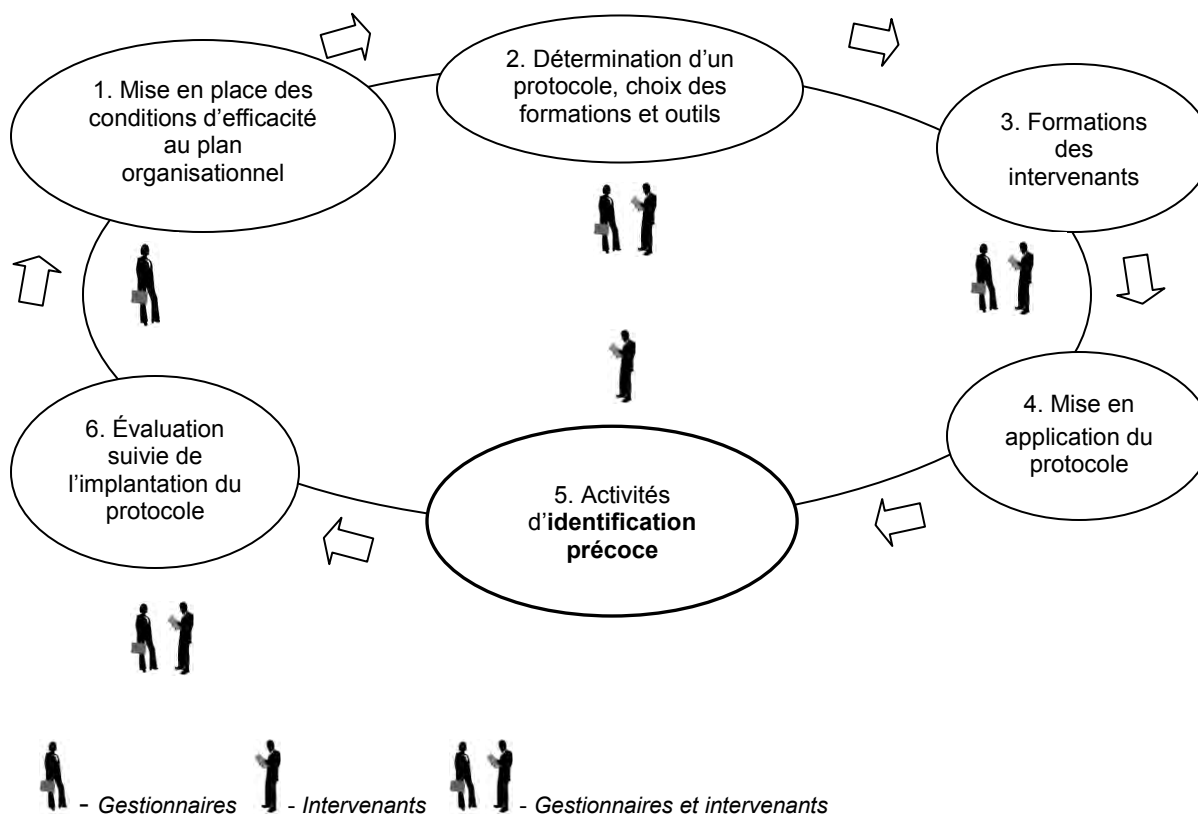 1. Mise en place des
conditions d’efficacité
au plan
organisationnel
2. Détermination d’un
protocole, choix des
formations et outils
3. Formations
des
intervenants
4. Mise en
application du
protocole
5. Activités
d’identification
précoce
6. Évaluation
suivie de
l’implantation du
protocole
- Gestionnaires - Intervenants - Gestionnaires et intervenants